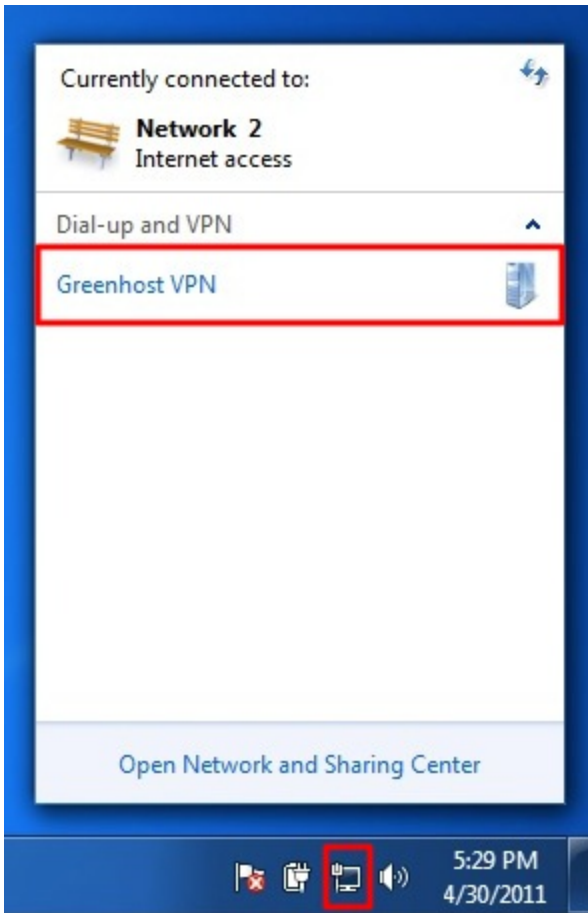 Currently connected to:
Network 2
Internet access
Dial-up and VPN
Greenhost VPN
Open Network and Sharing Center
5:29 PM
4/30/2011